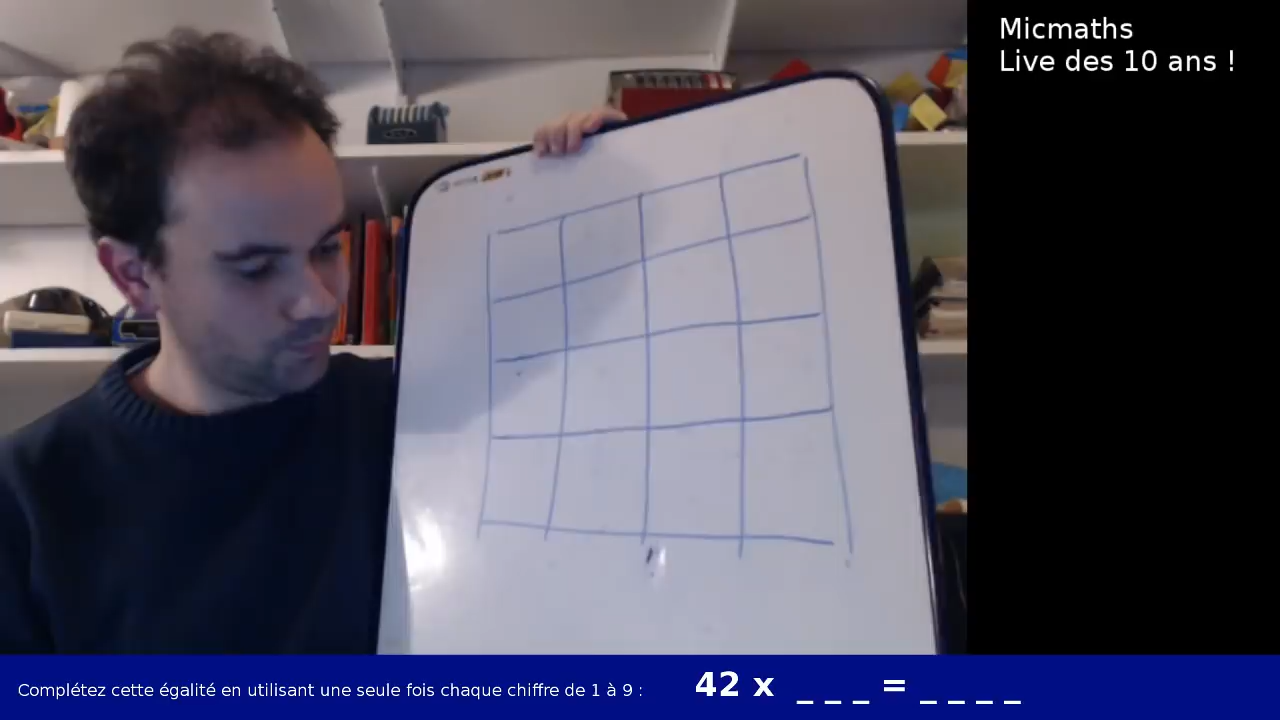 Micmaths
Live des 10 ans !
Complétez cette égalité en utilisant une seule fois chaque chiffre de 1 à 9 : 42 x _ _ _ = _ _ _ _